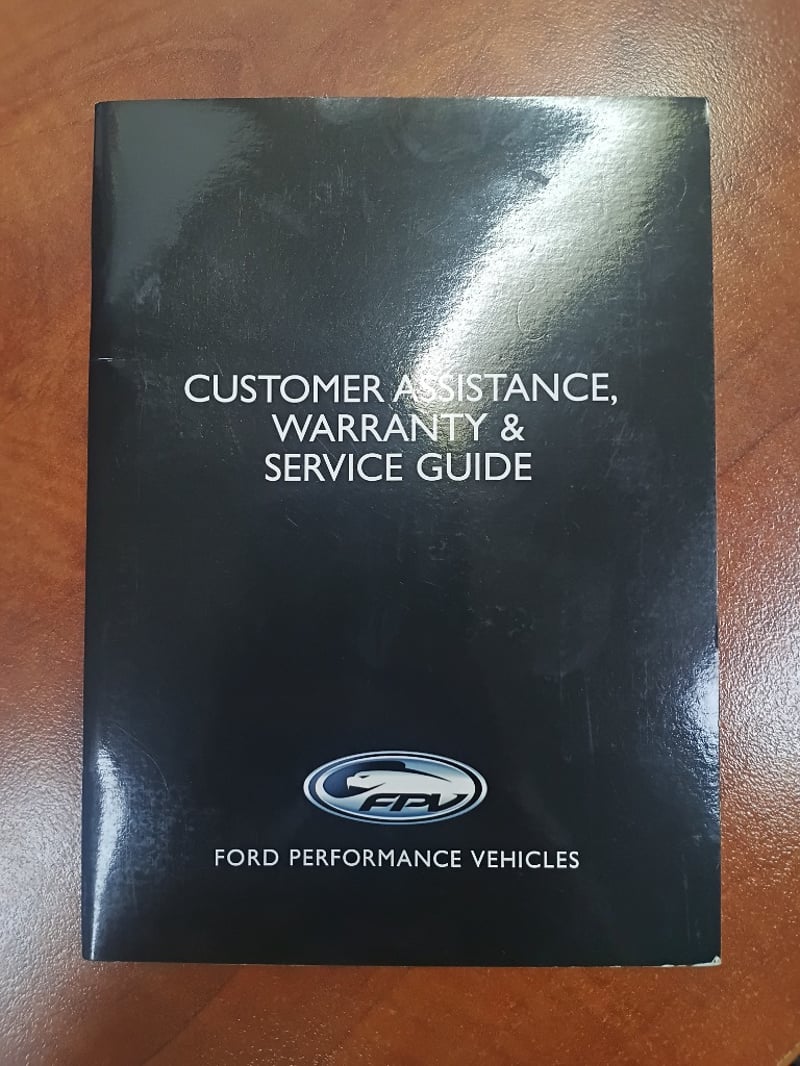 CUSTOMER ASSISTANCE,
WARRANTY &
SERVICE GUIDE
FPV
FORD PERFORMANCE VEHICLES